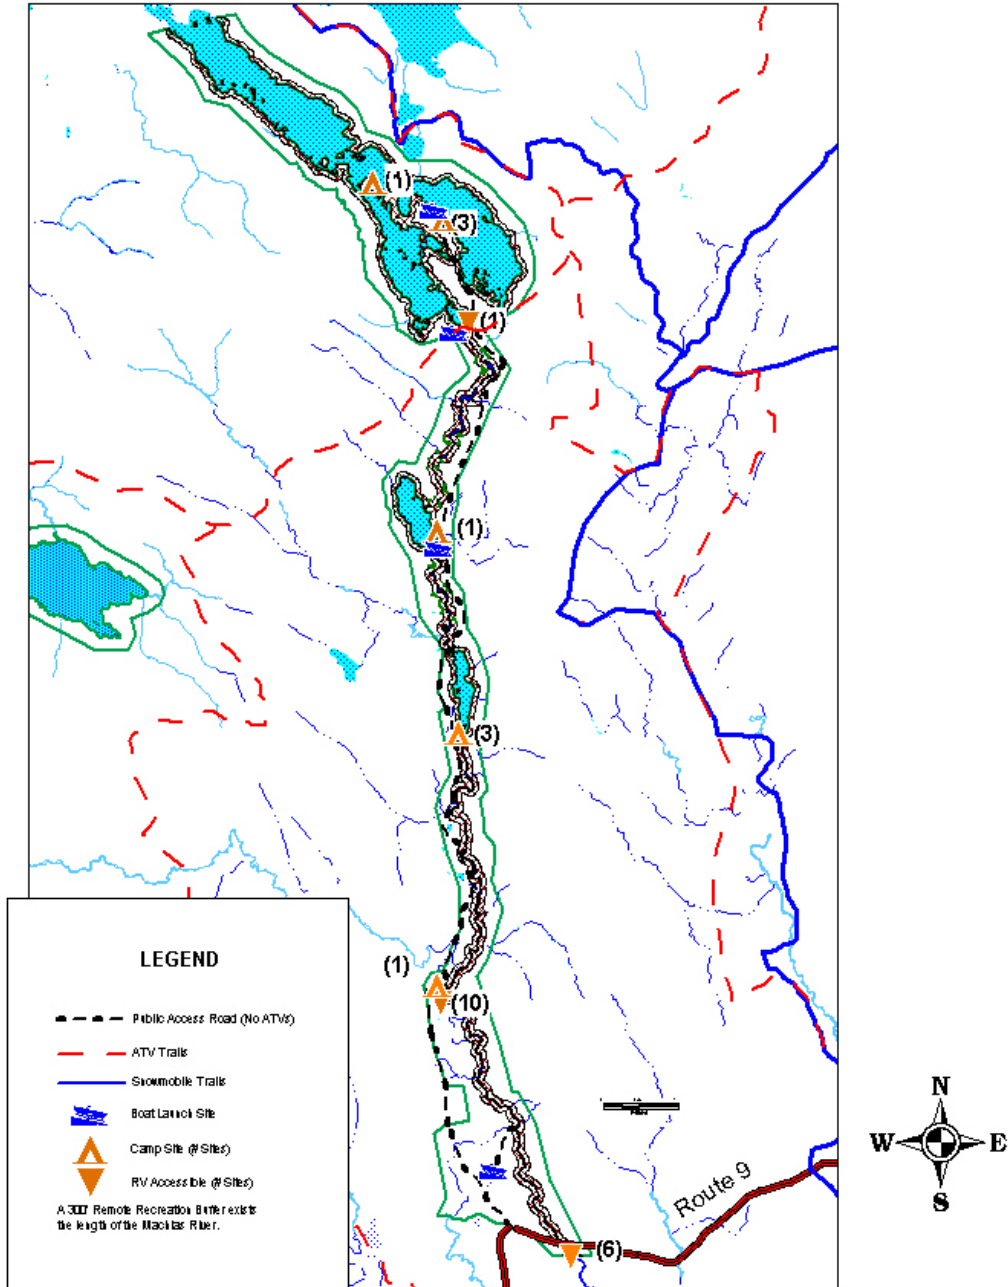 (1)
(3)
(1)
(1)
(3)
(1)
(10)
(6)
Route 9
LEGEND
Public Access Road (No ATVs)
ATV Trails
Snowmobile Trails
Boat Launch Site
Camp Site (# Sites)
RV Accessible (# Sites)
Remote Recreation Buffer exists
the length of the Machias River.
N
W
E
S